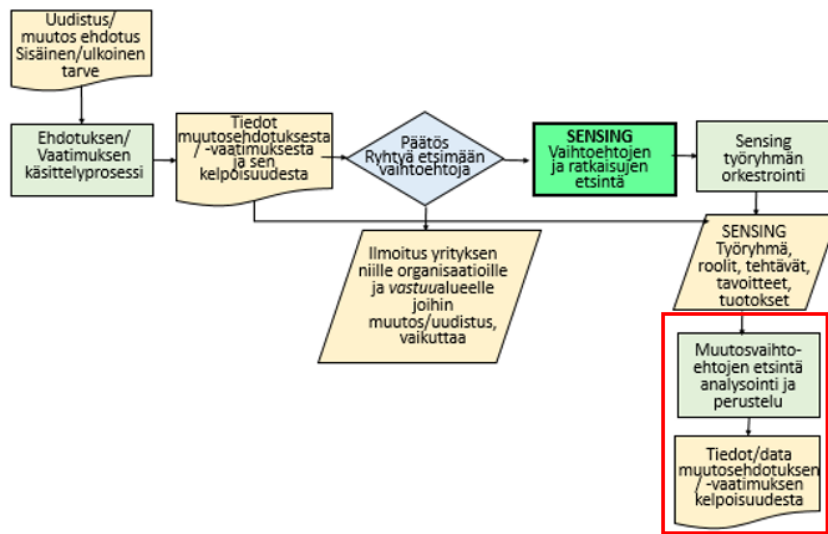 Uudistus/
muutos ehdotus
Sisäinen/ulkoinen
tarve
Ehdotuksen/
Vaatimuksen
käsittelyprosessi
Tiedot
muutosehdotuksesta
/ -vaatimuksesta
ja sen
kelpoisuudesta
Päätös
Ryhtyä etsimään
vaihtoehtoja
SENSING
Vaihtoehtojen
ja ratkaisujen
etsintä
Sensing
työryhmän
orkestrointi
Ilmoitus yrityksen
niille organisaatioille
ja vastuualueelle
joihin
muutos/uudistus,
vaikuttaa
SENSING
Työryhmä,
roolit, tehtävät,
tavoitteet,
tuotokset
Muutosvaihto-
ehtojen etsintä
analysointi ja
perustelu
Tiedot/data
muutosehdotuksen
/ -vaatimuksen
kelpoisuudesta